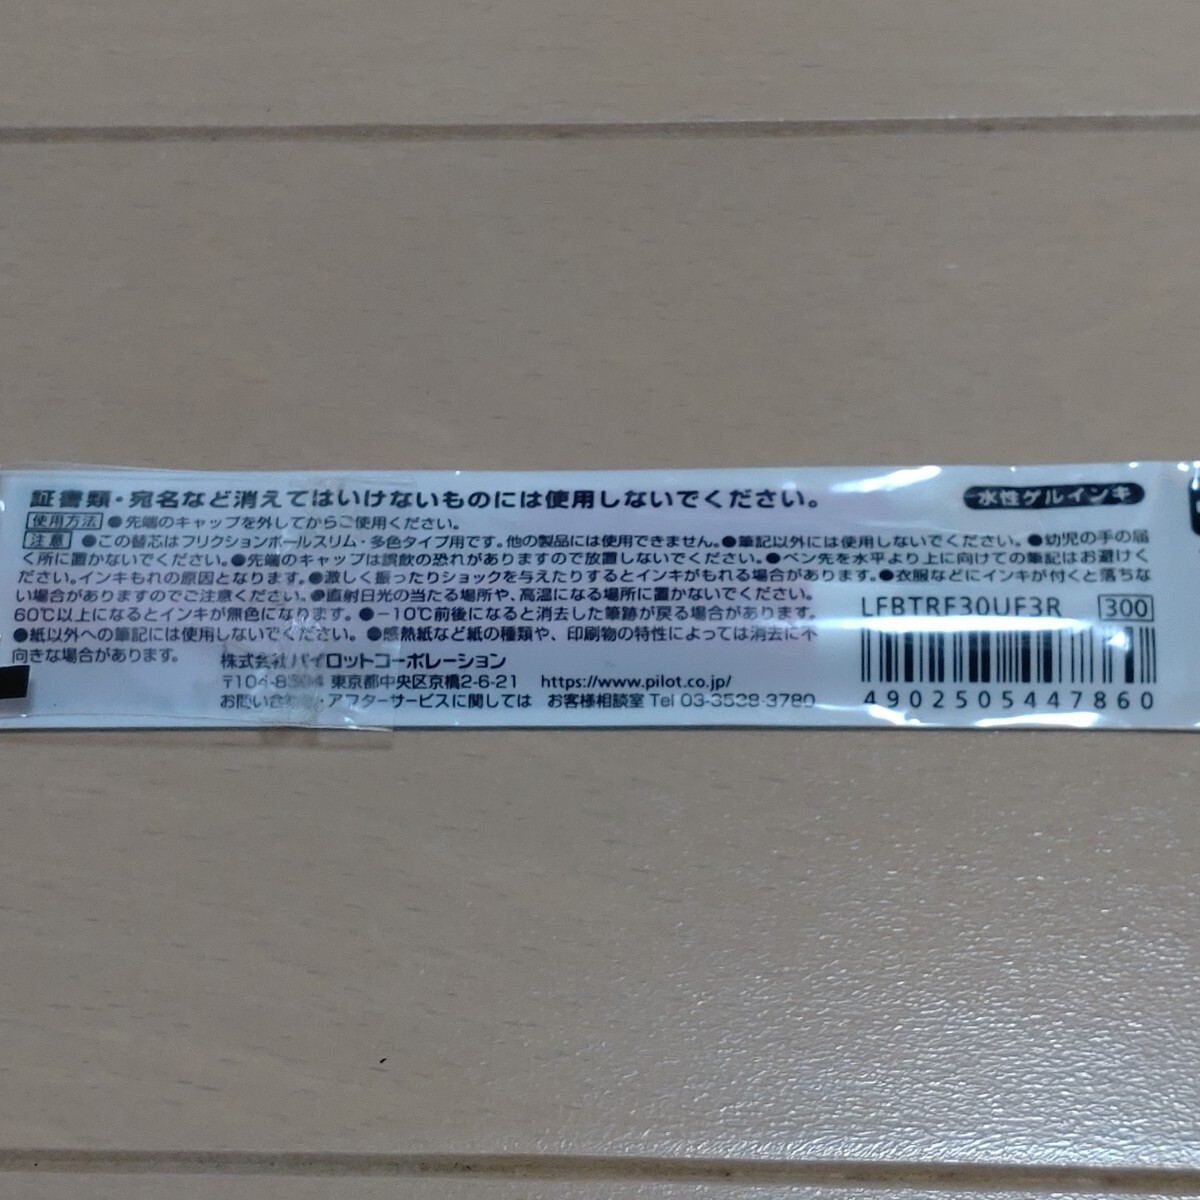 証書類・宛名など消えてはいけないものには使用しないでください。
水性ゲルインキ
使用方法 ●先端のキャップを外してからご使用ください。
注意 ●この替芯はフリクションボールスリム・多色タイプ用です。他の製品には使用できません。●筆記以外には使用しないでください。●幼児の手の届
く所に置かないでください。●先端のキャップは誤飲の恐れがありますので放置しないでください。●ペン先を水平より上に向けての筆記はお避けく
ださい。インキもれの原因となります。●激しく振ったりショックを与えたりするとインキがもれる場合があります。●衣服などにインキが付くと落ちな
い場合がありますのでご注意ください。●直射日光の当たる場所や、高温になる場所に置かないでください。
60℃以上になるとインキが無色になります。●-10℃前後になると消去した筆跡が戻る場合があります。
●紙以外への筆記には使用しないでください。●感熱紙など紙の種類や、印刷物の特性によっては消去に不
向きな場合があります。
株式会社パイロットコーポレーション
〒104-8304 東京都中央区京橋2-6-21 https://www.pilot.co.jp/
お問い合わせ・アフターサービスに関しては お客様相談室 Tel 03-3538-3780
LFBTRF30UF3R 300
4902505447860